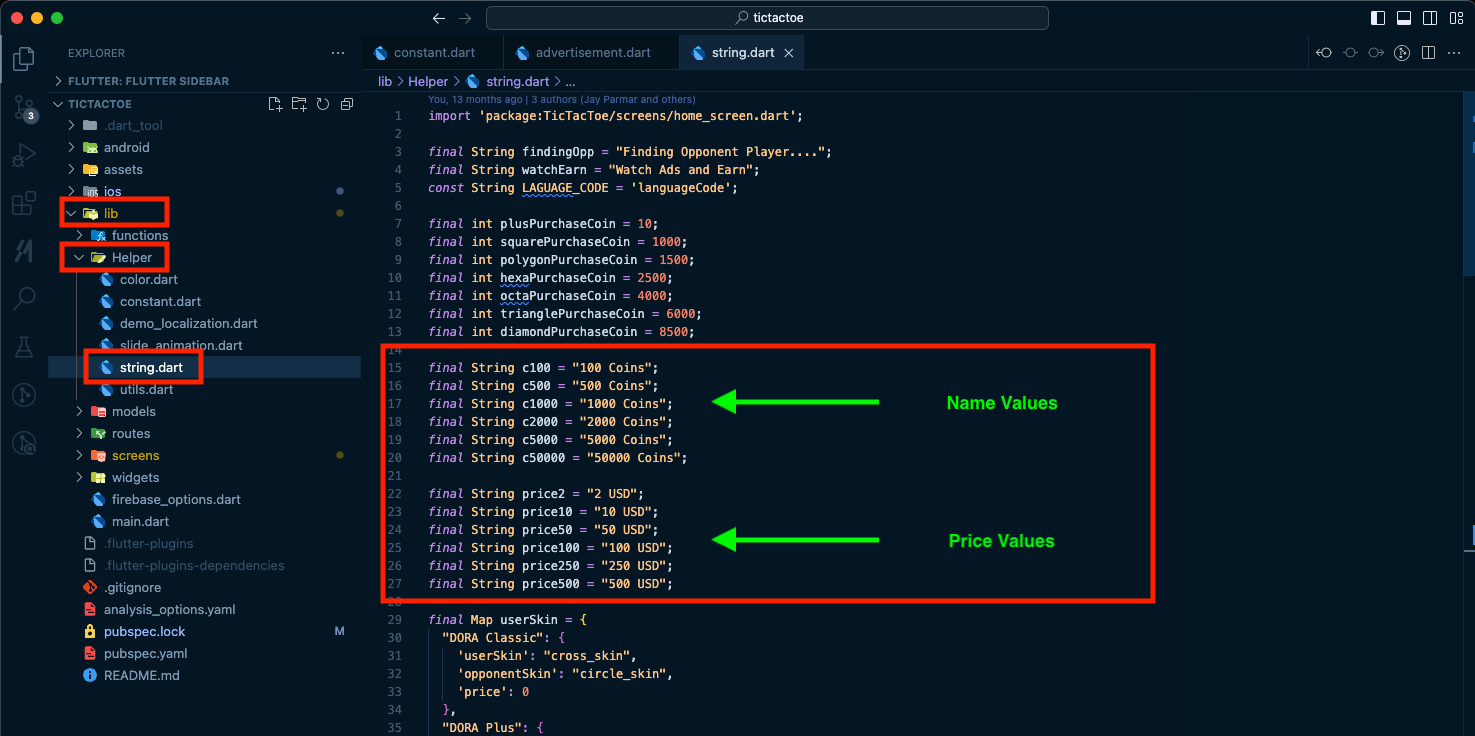 tictactoe
EXPLORER
FLUTTER: FLUTTER SIDEBAR
TICTACTOE
3
.dart_tool
android
assets
ios
lib
functions
Helper
color.dart
constant.dart
demo_localization.dart
slide_animation.dart
string.dart
utils.dart
models
routes
screens
widgets
firebase_options.dart
main.dart
.flutter-plugins
.flutter-plugins-dependencies
.gitignore
analysis_options.yaml
pubspec.lock M
pubspec.yaml
README.md
constant.dart advertisement.dart string.dart
lib > Helper > string.dart > ...
You, 13 months ago | 3 authors (Jay Parmar and others)
1 import 'package:TicTacToe/screens/home_screen.dart';
2
3 final String findingOpp = "Finding Opponent Player....";
4 final String watchEarn = "Watch Ads and Earn";
5 const String LAGUAGE_CODE = 'languageCode';
6
7 final int plusPurchaseCoin = 10;
8 final int squarePurchaseCoin = 1000;
9 final int polygonPurchaseCoin = 1500;
10 final int hexaPurchaseCoin = 2500;
11 final int octaPurchaseCoin = 4000;
12 final int trianglePurchaseCoin = 6000;
13 final int diamondPurchaseCoin = 8500;
14
15 final String c100 = "100 Coins";
16 final String c500 = "500 Coins";
17 final String c1000 = "1000 Coins";
18 final String c2000 = "2000 Coins";
19 final String c5000 = "5000 Coins";
20 final String c50000 = "50000 Coins";
Name Values
21
22 final String price2 = "2 USD";
23 final String price10 = "10 USD";
24 final String price50 = "50 USD";
25 final String price100 = "100 USD";
26 final String price250 = "250 USD";
27 final String price500 = "500 USD";
Price Values
28
29 final Map userSkin = {
30 "DORA Classic": {
31 'userSkin': "cross_skin",
32 'opponentSkin': "circle_skin",
33 'price': 0
34 },
35 "DORA Plus": {